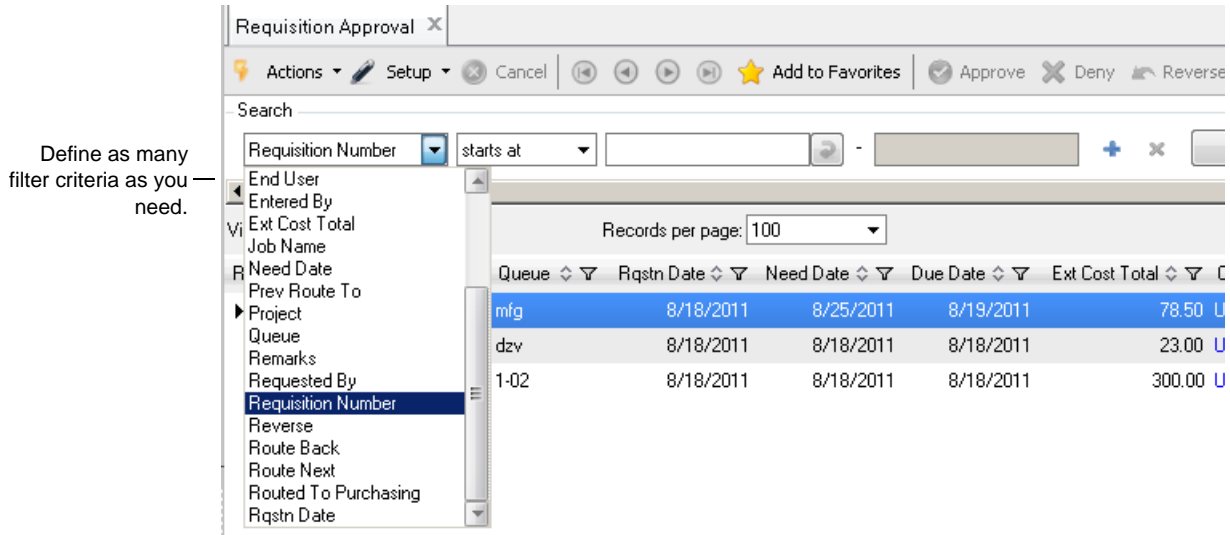 Requisition Approval
Actions Setup Cancel Add to Favorites Approve Deny Reverse
Search
Define as many
filter criteria as you
need.
Requisition Number starts at -
End User
Entered By
Ext Cost Total
Job Name
Need Date
Prev Route To
Project
Queue
Remarks
Requested By
Requisition Number
Reverse
Route Back
Route Next
Routed To Purchasing
Rqstn Date
Records per page: 100
Queue Rqstn Date Need Date Due Date Ext Cost Total
mfg 8/18/2011 8/25/2011 8/19/2011 78.50 U
dzv 8/18/2011 8/18/2011 8/18/2011 23.00 U
1-02 8/18/2011 8/18/2011 8/18/2011 300.00 U